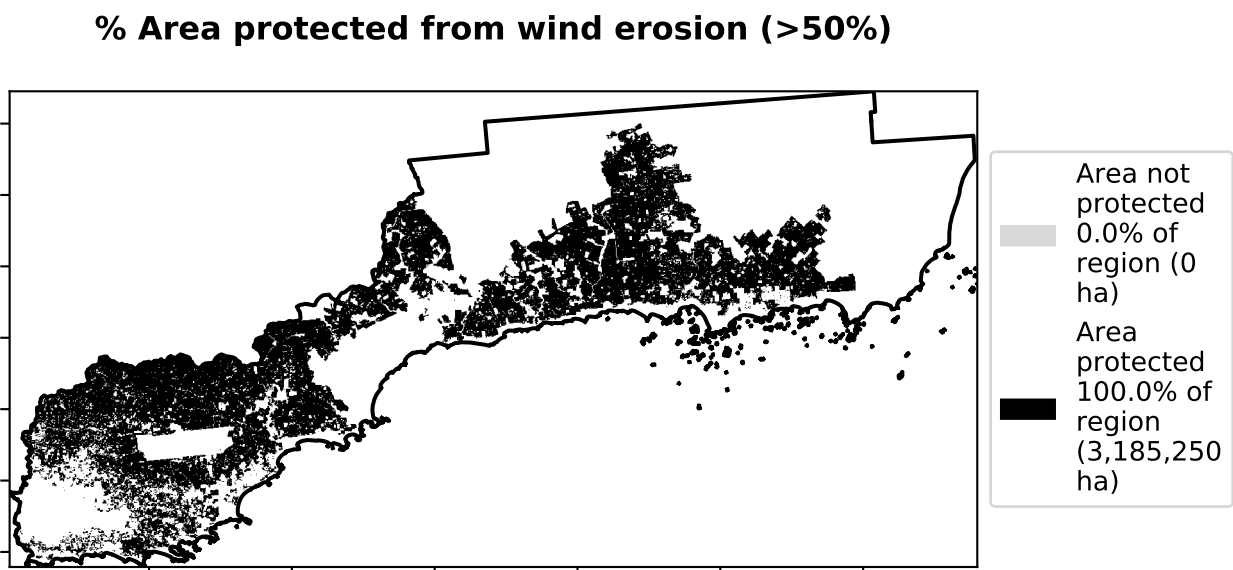 % Area protected from wind erosion (>50%)
Area not
protected
0.0% of
region (0
ha)
Area
protected
100.0% of
region
(3,185,250
ha)